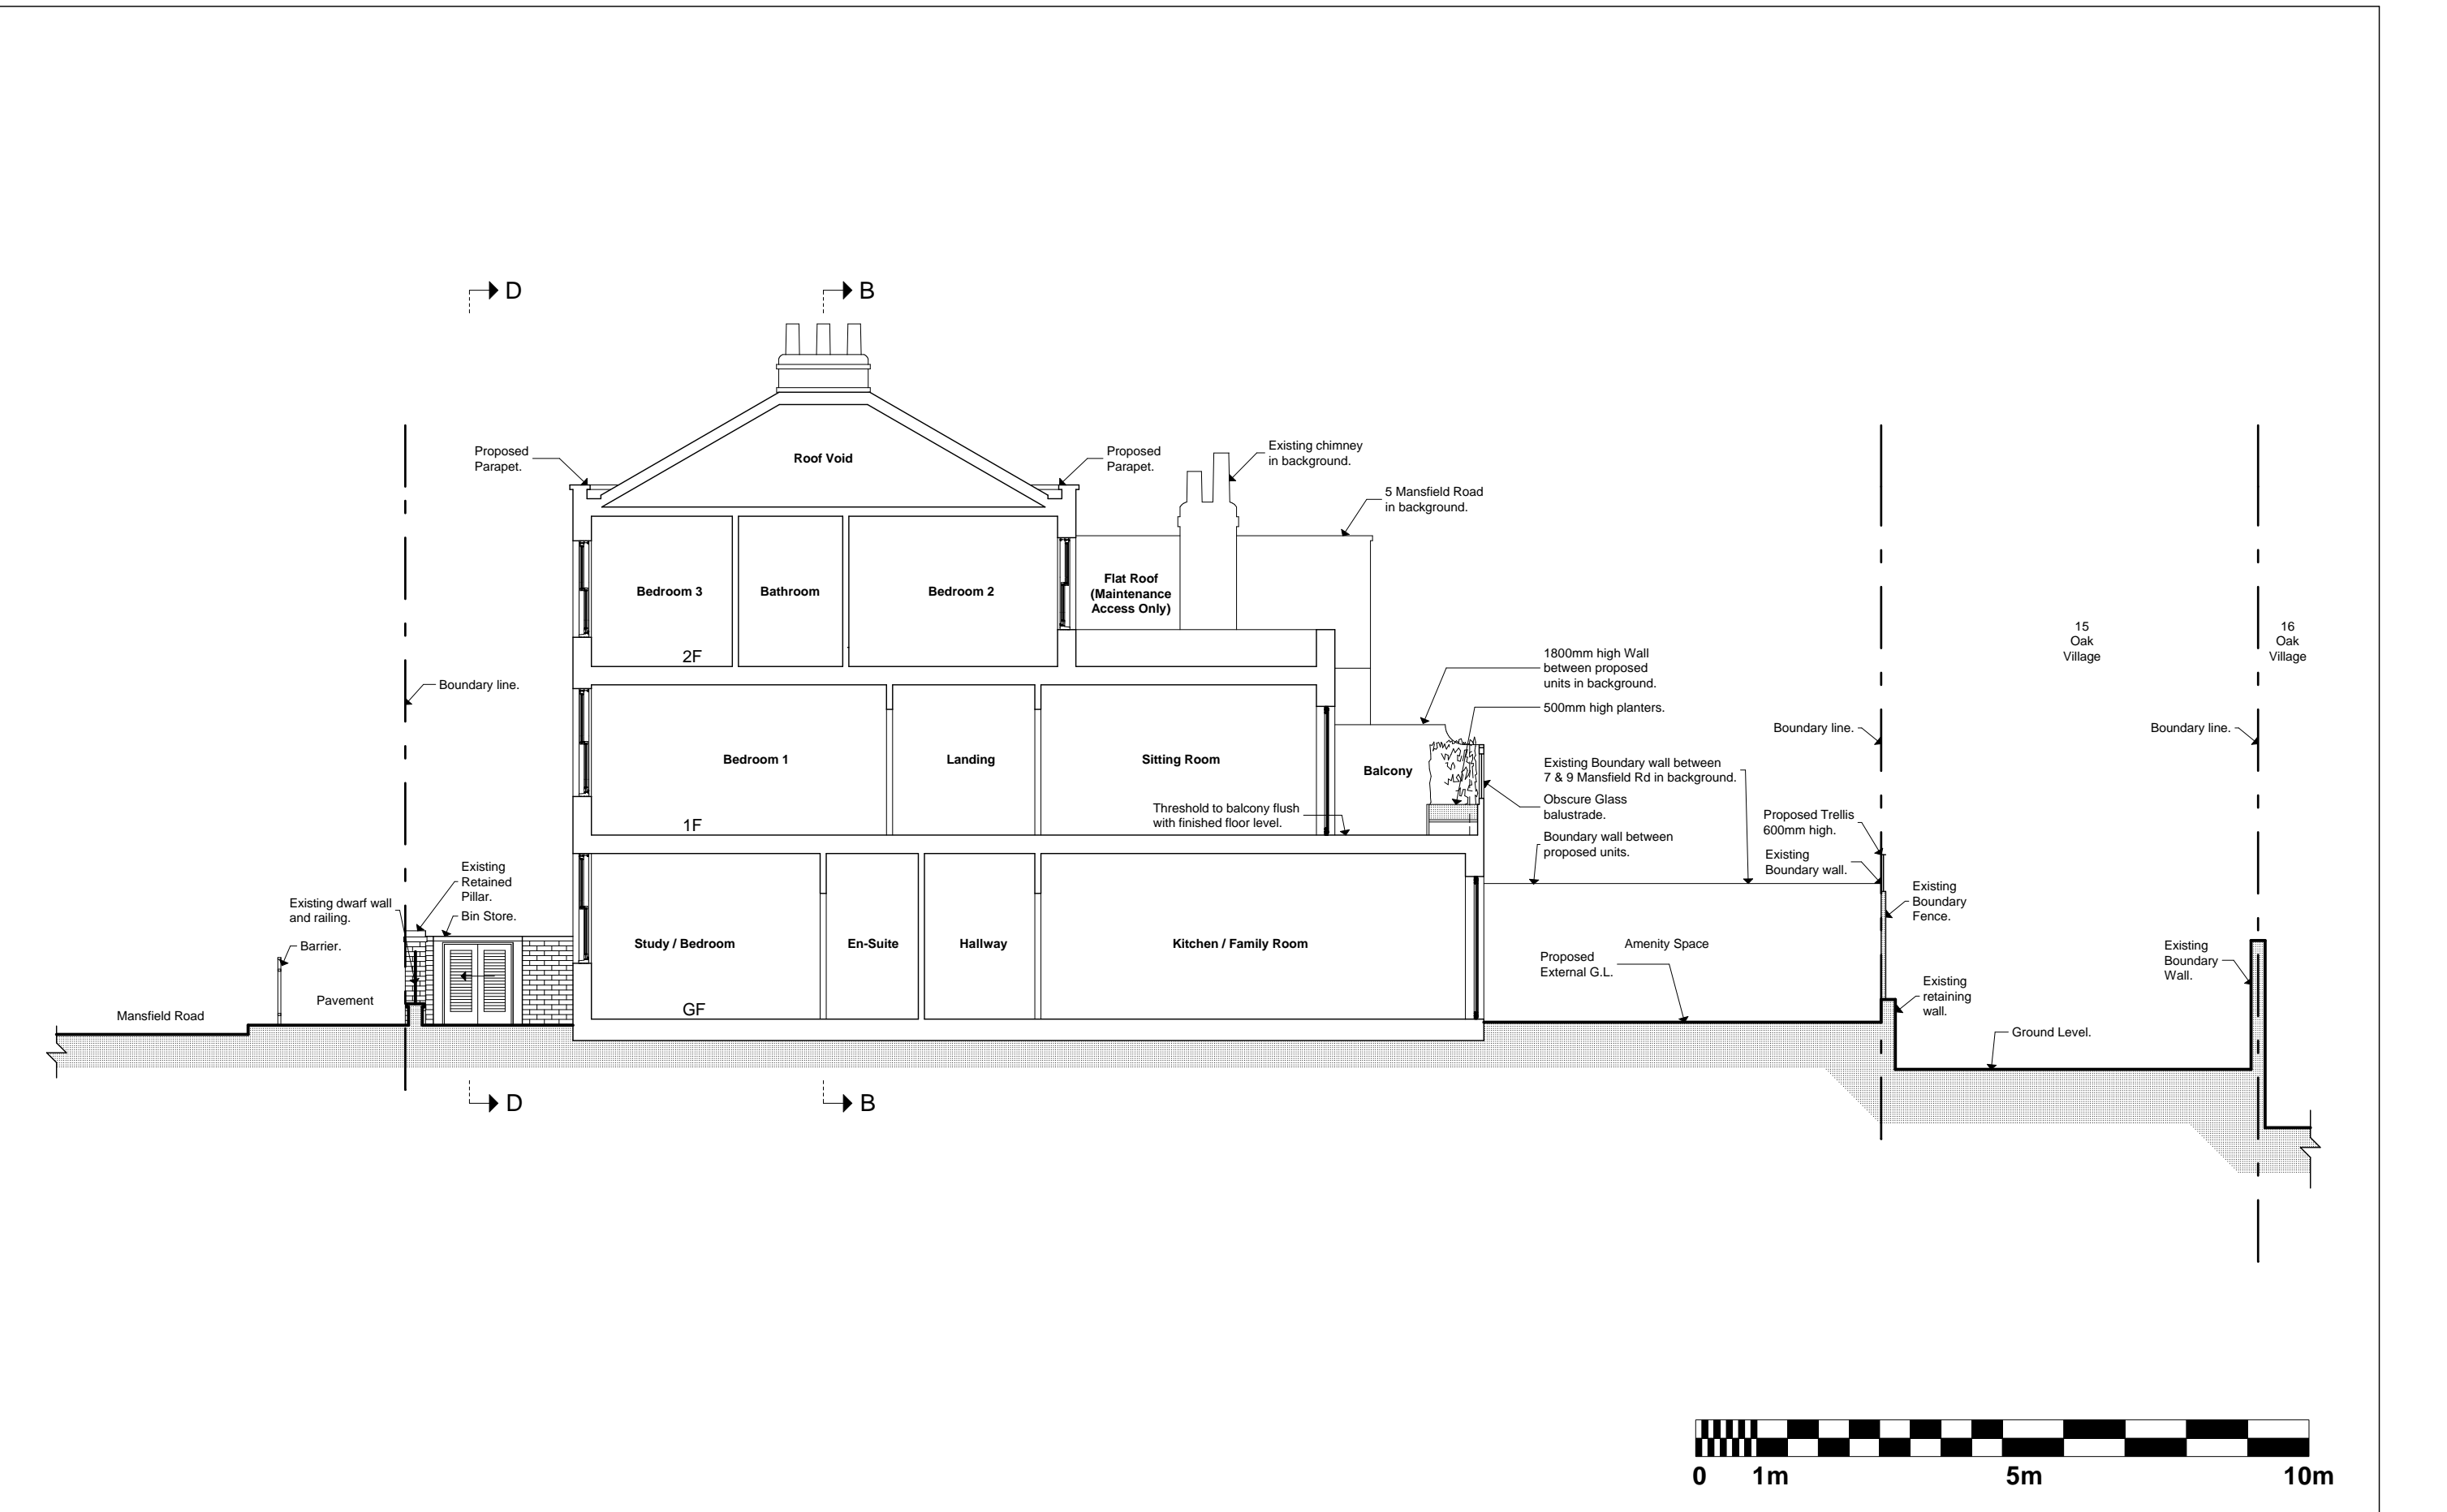 D
B
Proposed
Parapet.
Roof Void
Proposed
Parapet.
Existing chimney
in background.
5 Mansfield Road
in background.
Bedroom 3
Bathroom
Bedroom 2
Flat Roof
(Maintenance
Access Only)
2F
15
Oak
Village
16
Oak
Village
1800mm high Wall
between proposed
units in background.
500mm high planters.
Boundary line.
Boundary line.
Boundary line.
Bedroom 1
Landing
Sitting Room
Balcony
Existing Boundary wall between
7 & 9 Mansfield Rd in background.
Obscure Glass
balustrade.
Threshold to balcony flush
with finished floor level.
1F
Proposed Trellis
600mm high.
Boundary wall between
proposed units.
Existing
Boundary wall.
Existing
Retained
Pillar.
Existing dwarf wall
and railing.
Bin Store.
Barrier.
Existing
Boundary
Fence.
Study / Bedroom
En-Suite
Hallway
Kitchen / Family Room
Amenity Space
Proposed
External G.L.
Existing
Boundary
Wall.
Existing
retaining
wall.
Pavement
Mansfield Road
GF
Ground Level.
D
B
0
1m
5m
10m